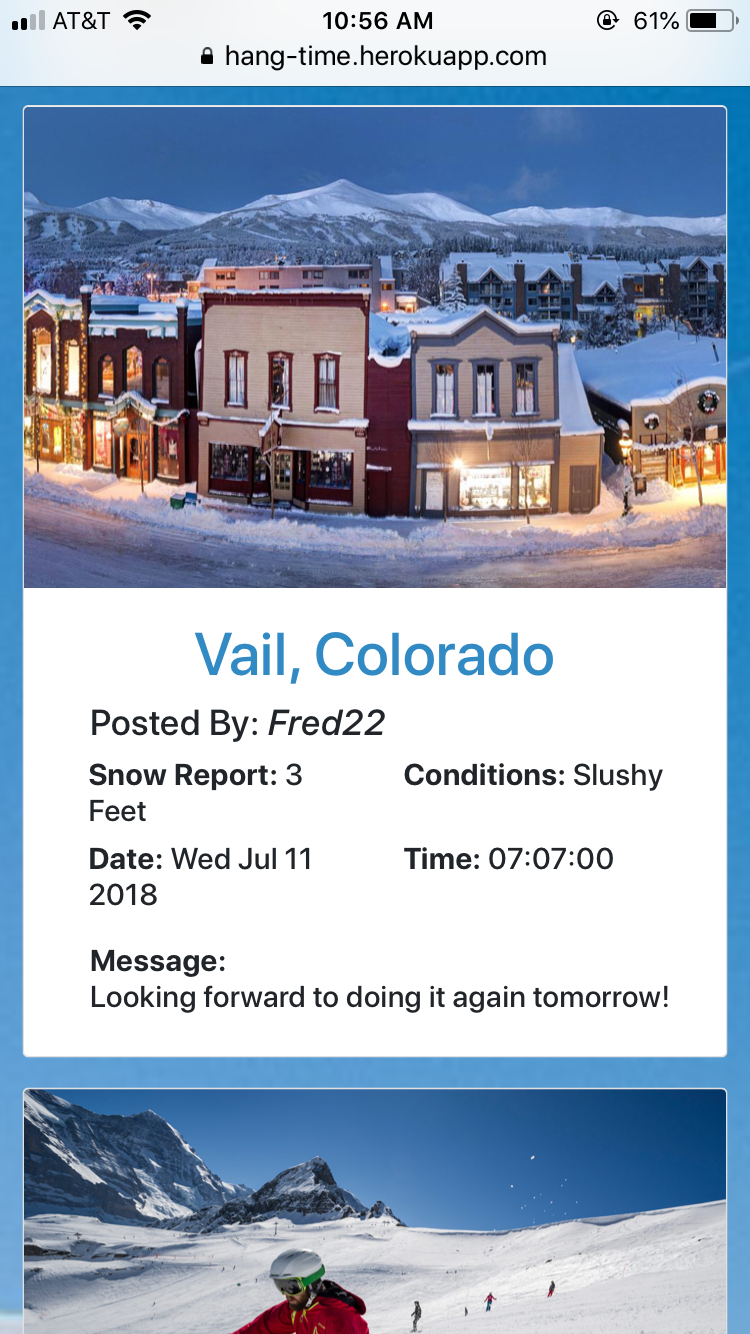 AT&T 10:56 AM 61%
hang-time.herokuapp.com
Vail, Colorado
Posted By: Fred22
Snow Report: 3 Conditions: Slushy
Feet
Date: Wed Jul 11 Time: 07:07:00
2018
Message:
Looking forward to doing it again tomorrow!